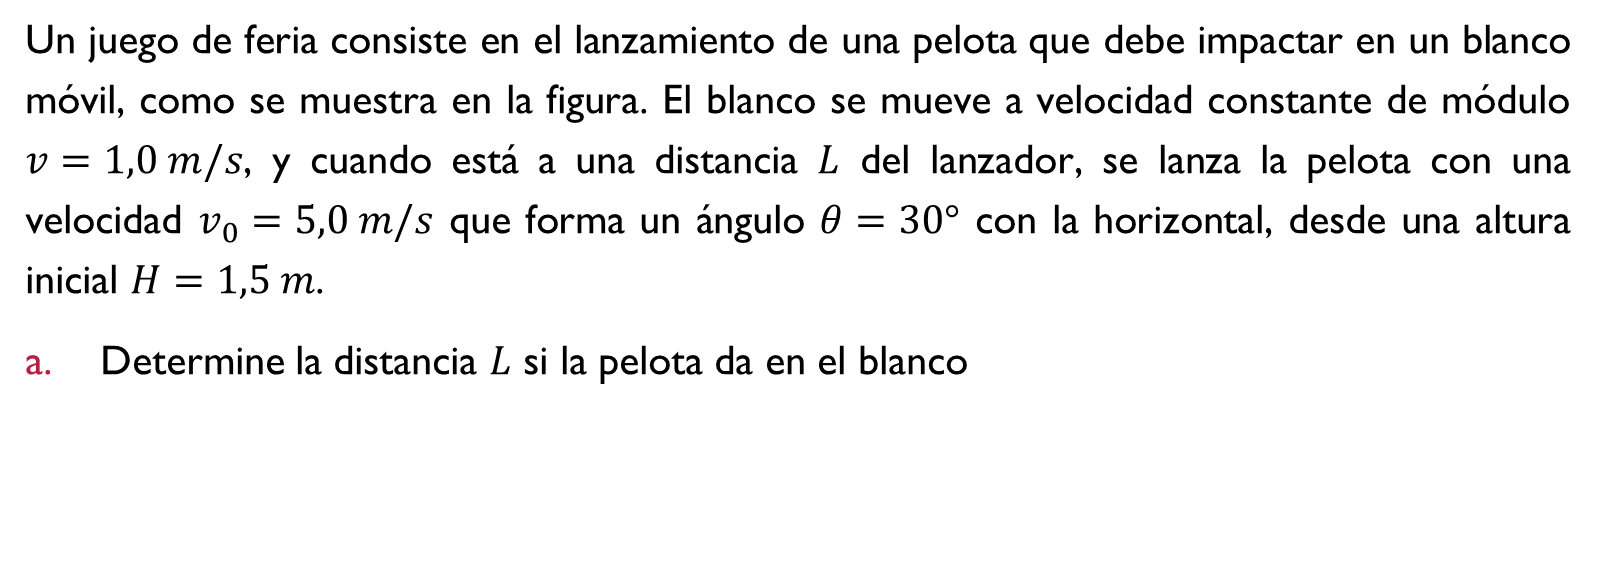 Un juego de feria consiste en el lanzamiento de una pelota que debe impactar en un blanco
móvil, como se muestra en la figura. El blanco se mueve a velocidad constante de módulo
v = 1,0 m/s, y cuando está a una distancia L del lanzador, se lanza la pelota con una
velocidad v₀ = 5,0 m/s que forma un ángulo θ = 30° con la horizontal, desde una altura
inicial H = 1,5 m.
a. Determine la distancia L si la pelota da en el blanco